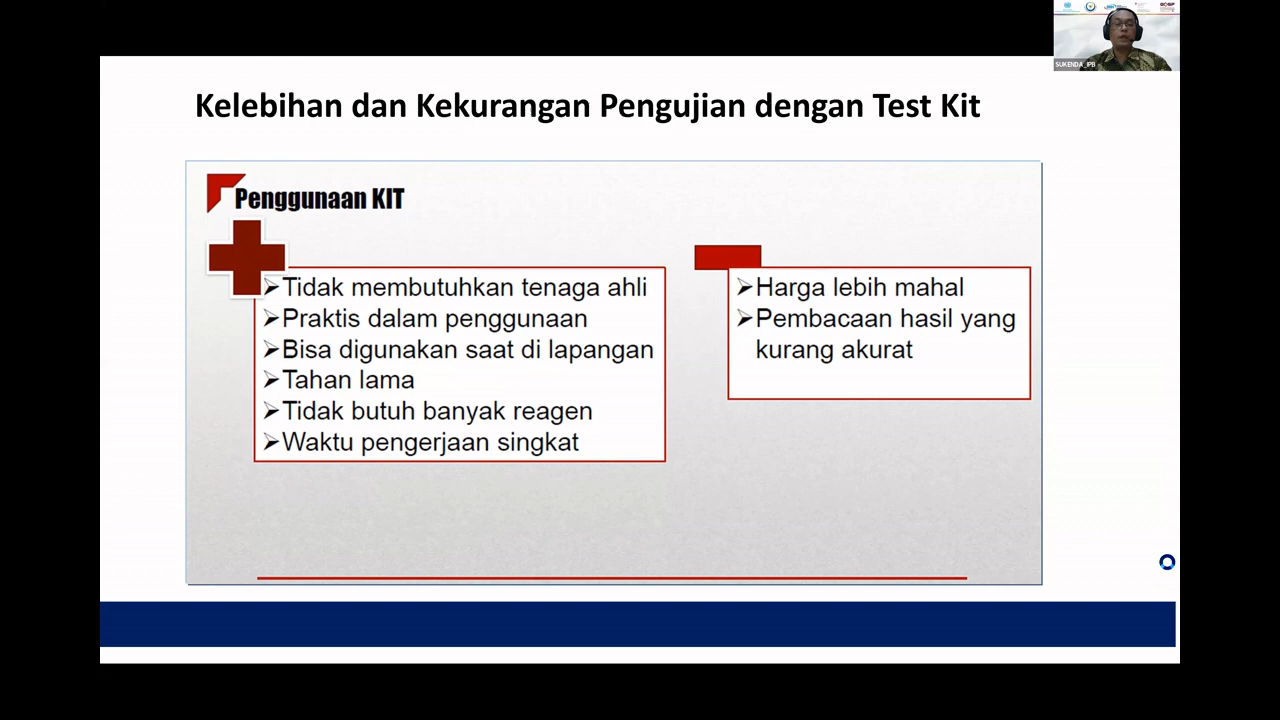 SUKENDA_IPB
Kelebihan dan Kekurangan Pengujian dengan Test Kit
Penggunaan KIT
Tidak membutuhkan tenaga ahli
Praktis dalam penggunaan
Bisa digunakan saat di lapangan
Tahan lama
Tidak butuh banyak reagen
Waktu pengerjaan singkat
Harga lebih mahal
Pembacaan hasil yang
kurang akurat